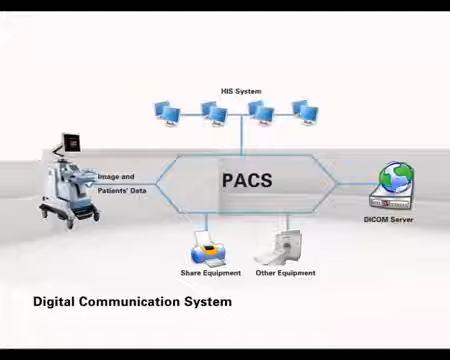 HIS System
Image and
Patients' Data
PACS
DICOM Server
Share Equipment
Other Equipment
Digital Communication System